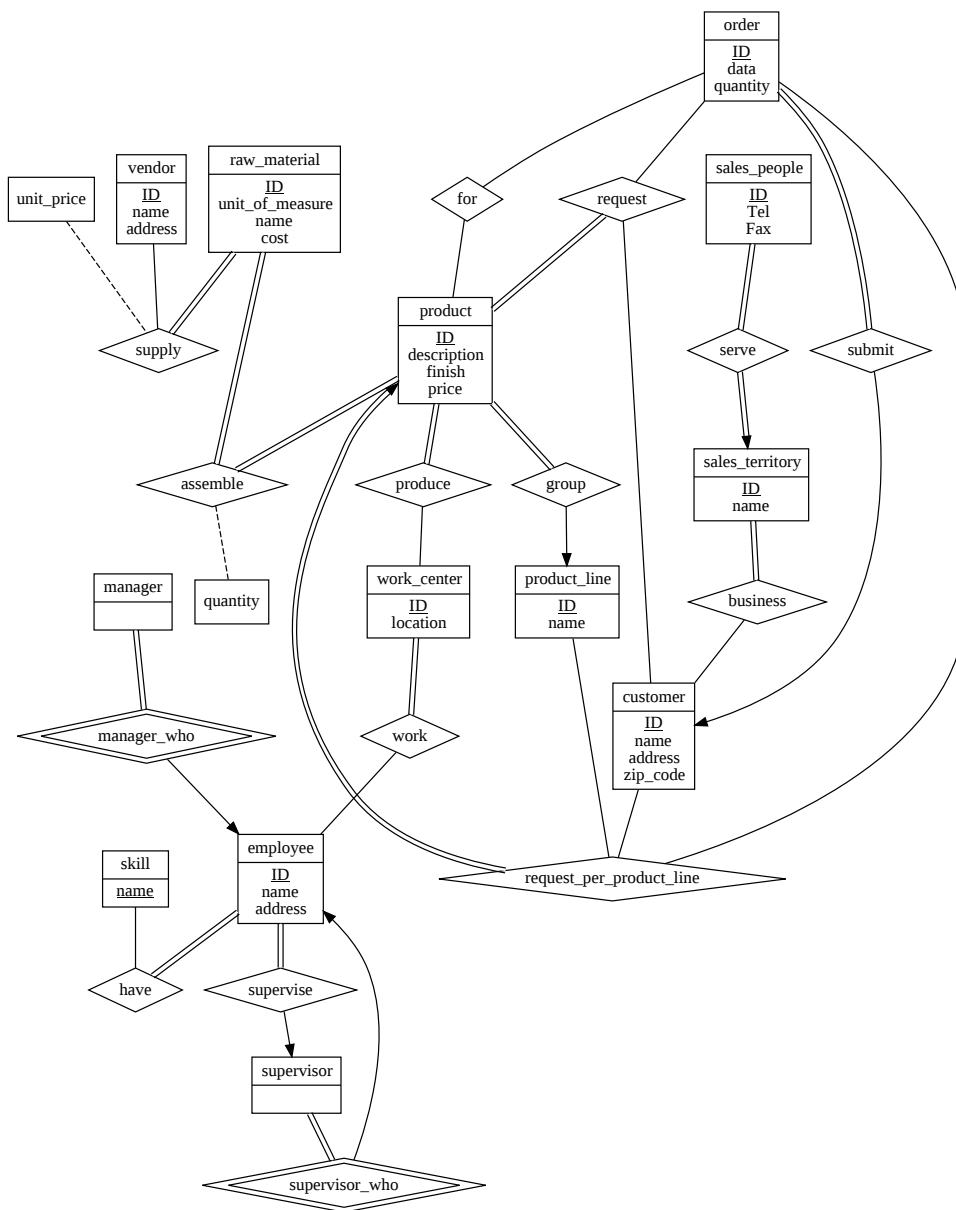 order
ID
data
quantity
vendor
ID
name
address
raw_material
ID
unit_of_measure
name
cost
sales_people
ID
Tel
Fax
unit_price
for
request
product
ID
description
finish
price
supply
serve
submit
assemble
produce
group
sales_territory
ID
name
manager
quantity
work_center
ID
location
product_line
ID
name
business
manager_who
work
customer
ID
name
address
zip_code
skill
name
employee
ID
name
address
request_per_product_line
have
supervise
supervisor
supervisor_who